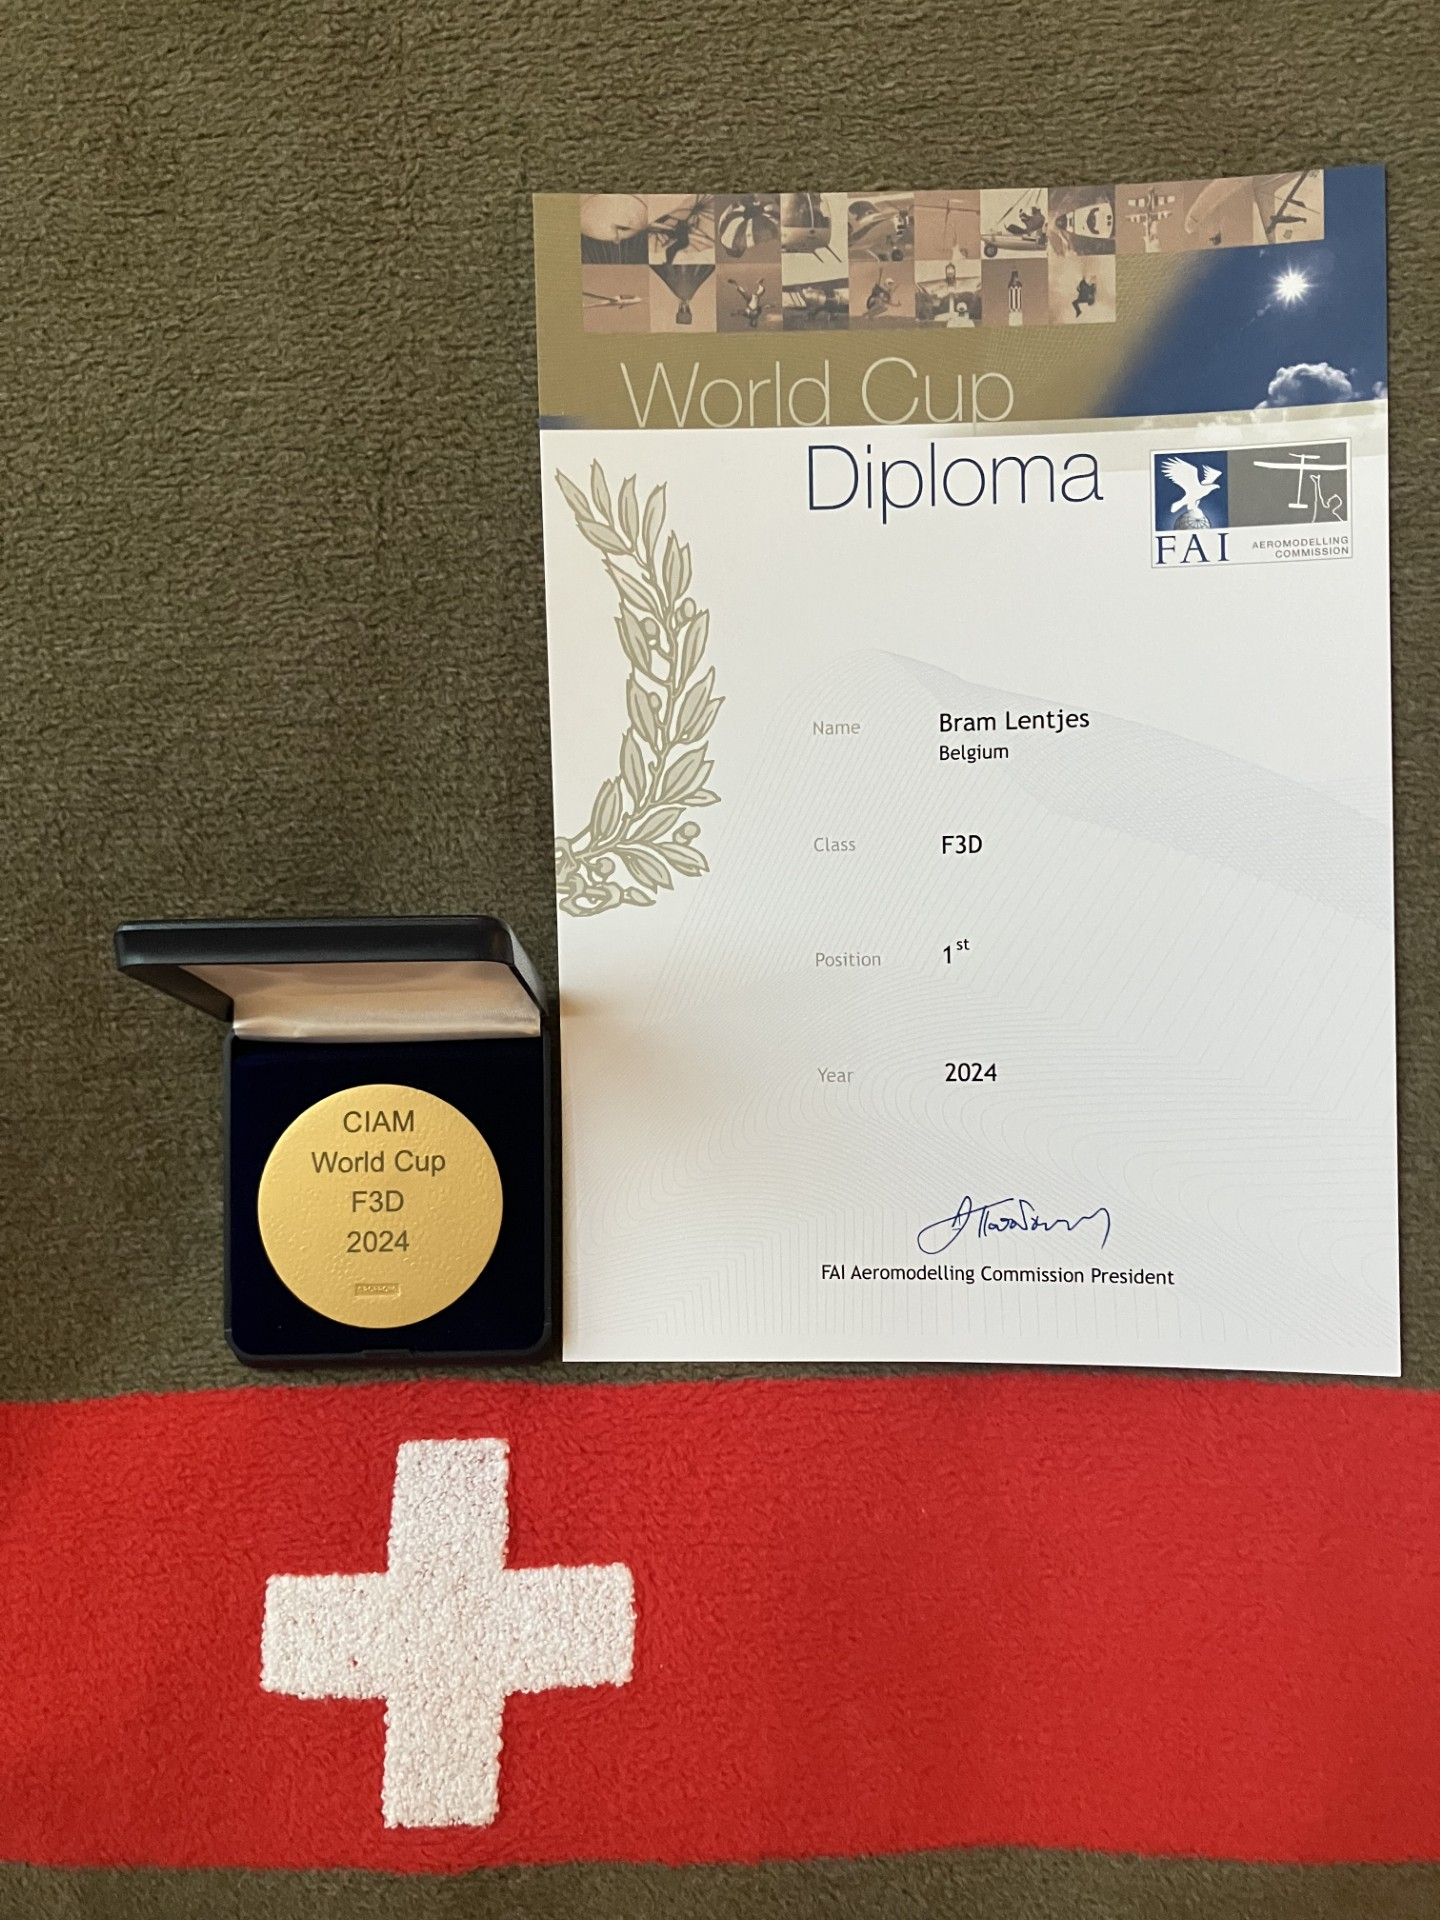 World Cup
Diploma
FAI
AEROMODELLING
COMMISSION
Name Bram Lentjes
Belgium
Class F3D
Position 1st
Year 2024
FAI Aeromodelling Commission President
CIAM
World Cup
F3D
2024